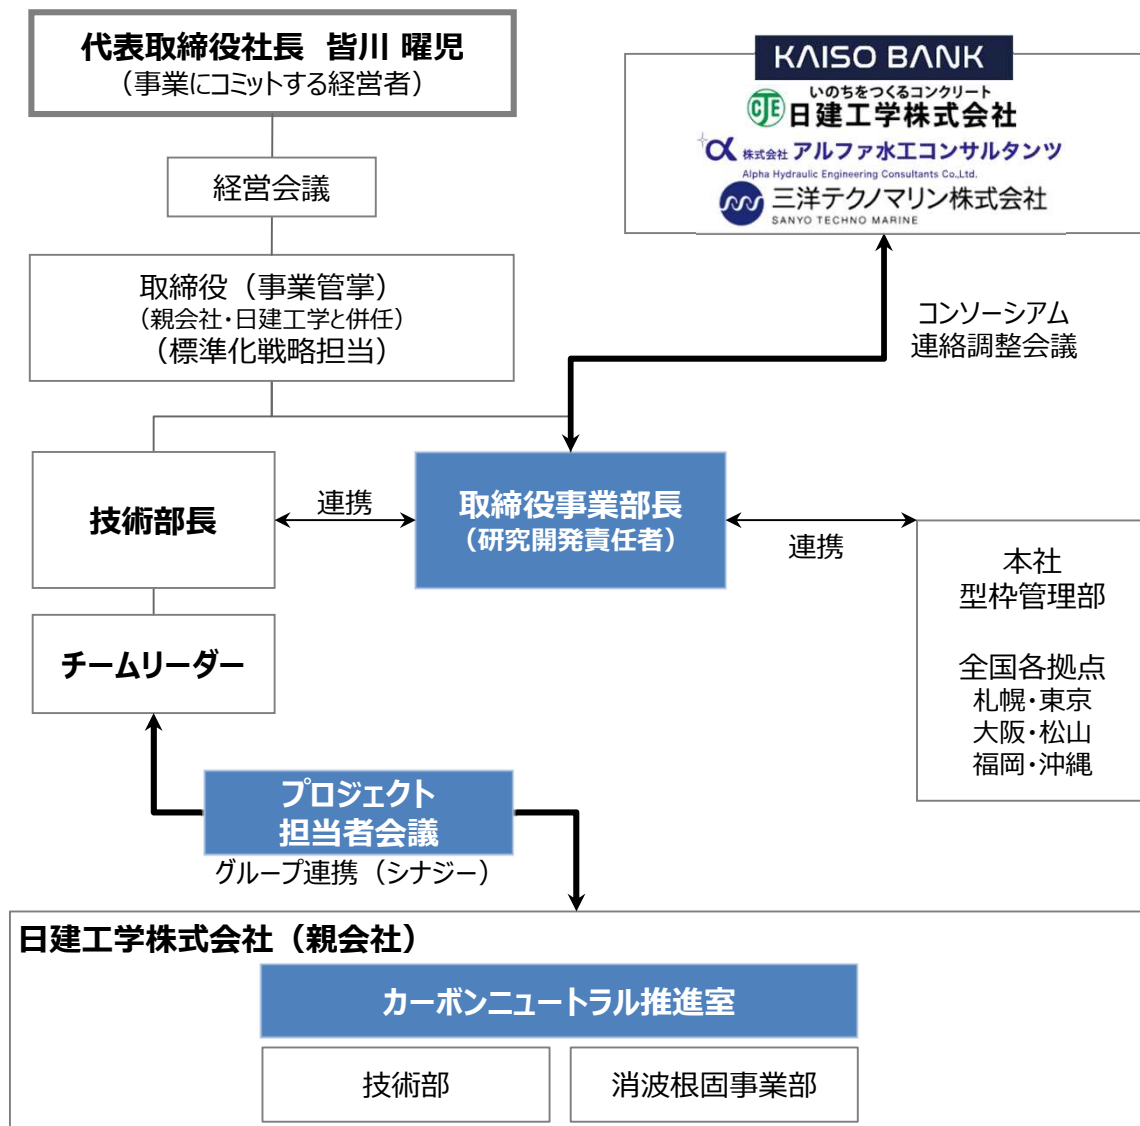 代表取締役社長 皆川 曜児
（事業にコミットする経営者）
経営会議
取締役（事業管掌）
（親会社・日建工学と併任）
（標準化戦略担当）
KAISO BANK
いのちをつくるコンクリート
CJE 日建工学株式会社
α 株式会社 アルファ水工コンサルタンツ
Alpha Hydraulic Engineering Consultants Co.,Ltd.
三洋テクノマリン株式会社
SANYO TECHNO MARINE
コンソーシアム
連絡調整会議
技術部長
連携
取締役事業部長
（研究開発責任者）
連携
本社
型枠管理部
全国各拠点
札幌・東京
大阪・松山
福岡・沖縄
チームリーダー
プロジェクト
担当者会議
グループ連携（シナジー）
日建工学株式会社（親会社）
カーボンニュートラル推進室
技術部
消波根固事業部